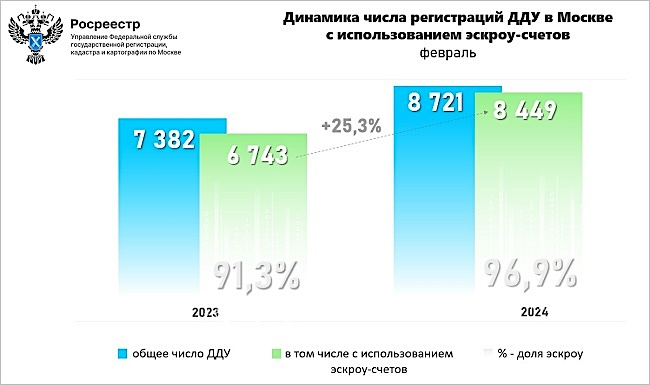 Росреестр
Управление Федеральной службы
государственной регистрации,
кадастра и картографии по Москве
Динамика числа регистраций ДДУ в Москве
с использованием эскроу-счетов
февраль
7 382
6 743
+25,3%
8 721
8 449
91,3%
96,9%
2023
2024
общее число ДДУ
в том числе с использованием
эскроу-счетов
% - доля эскроу